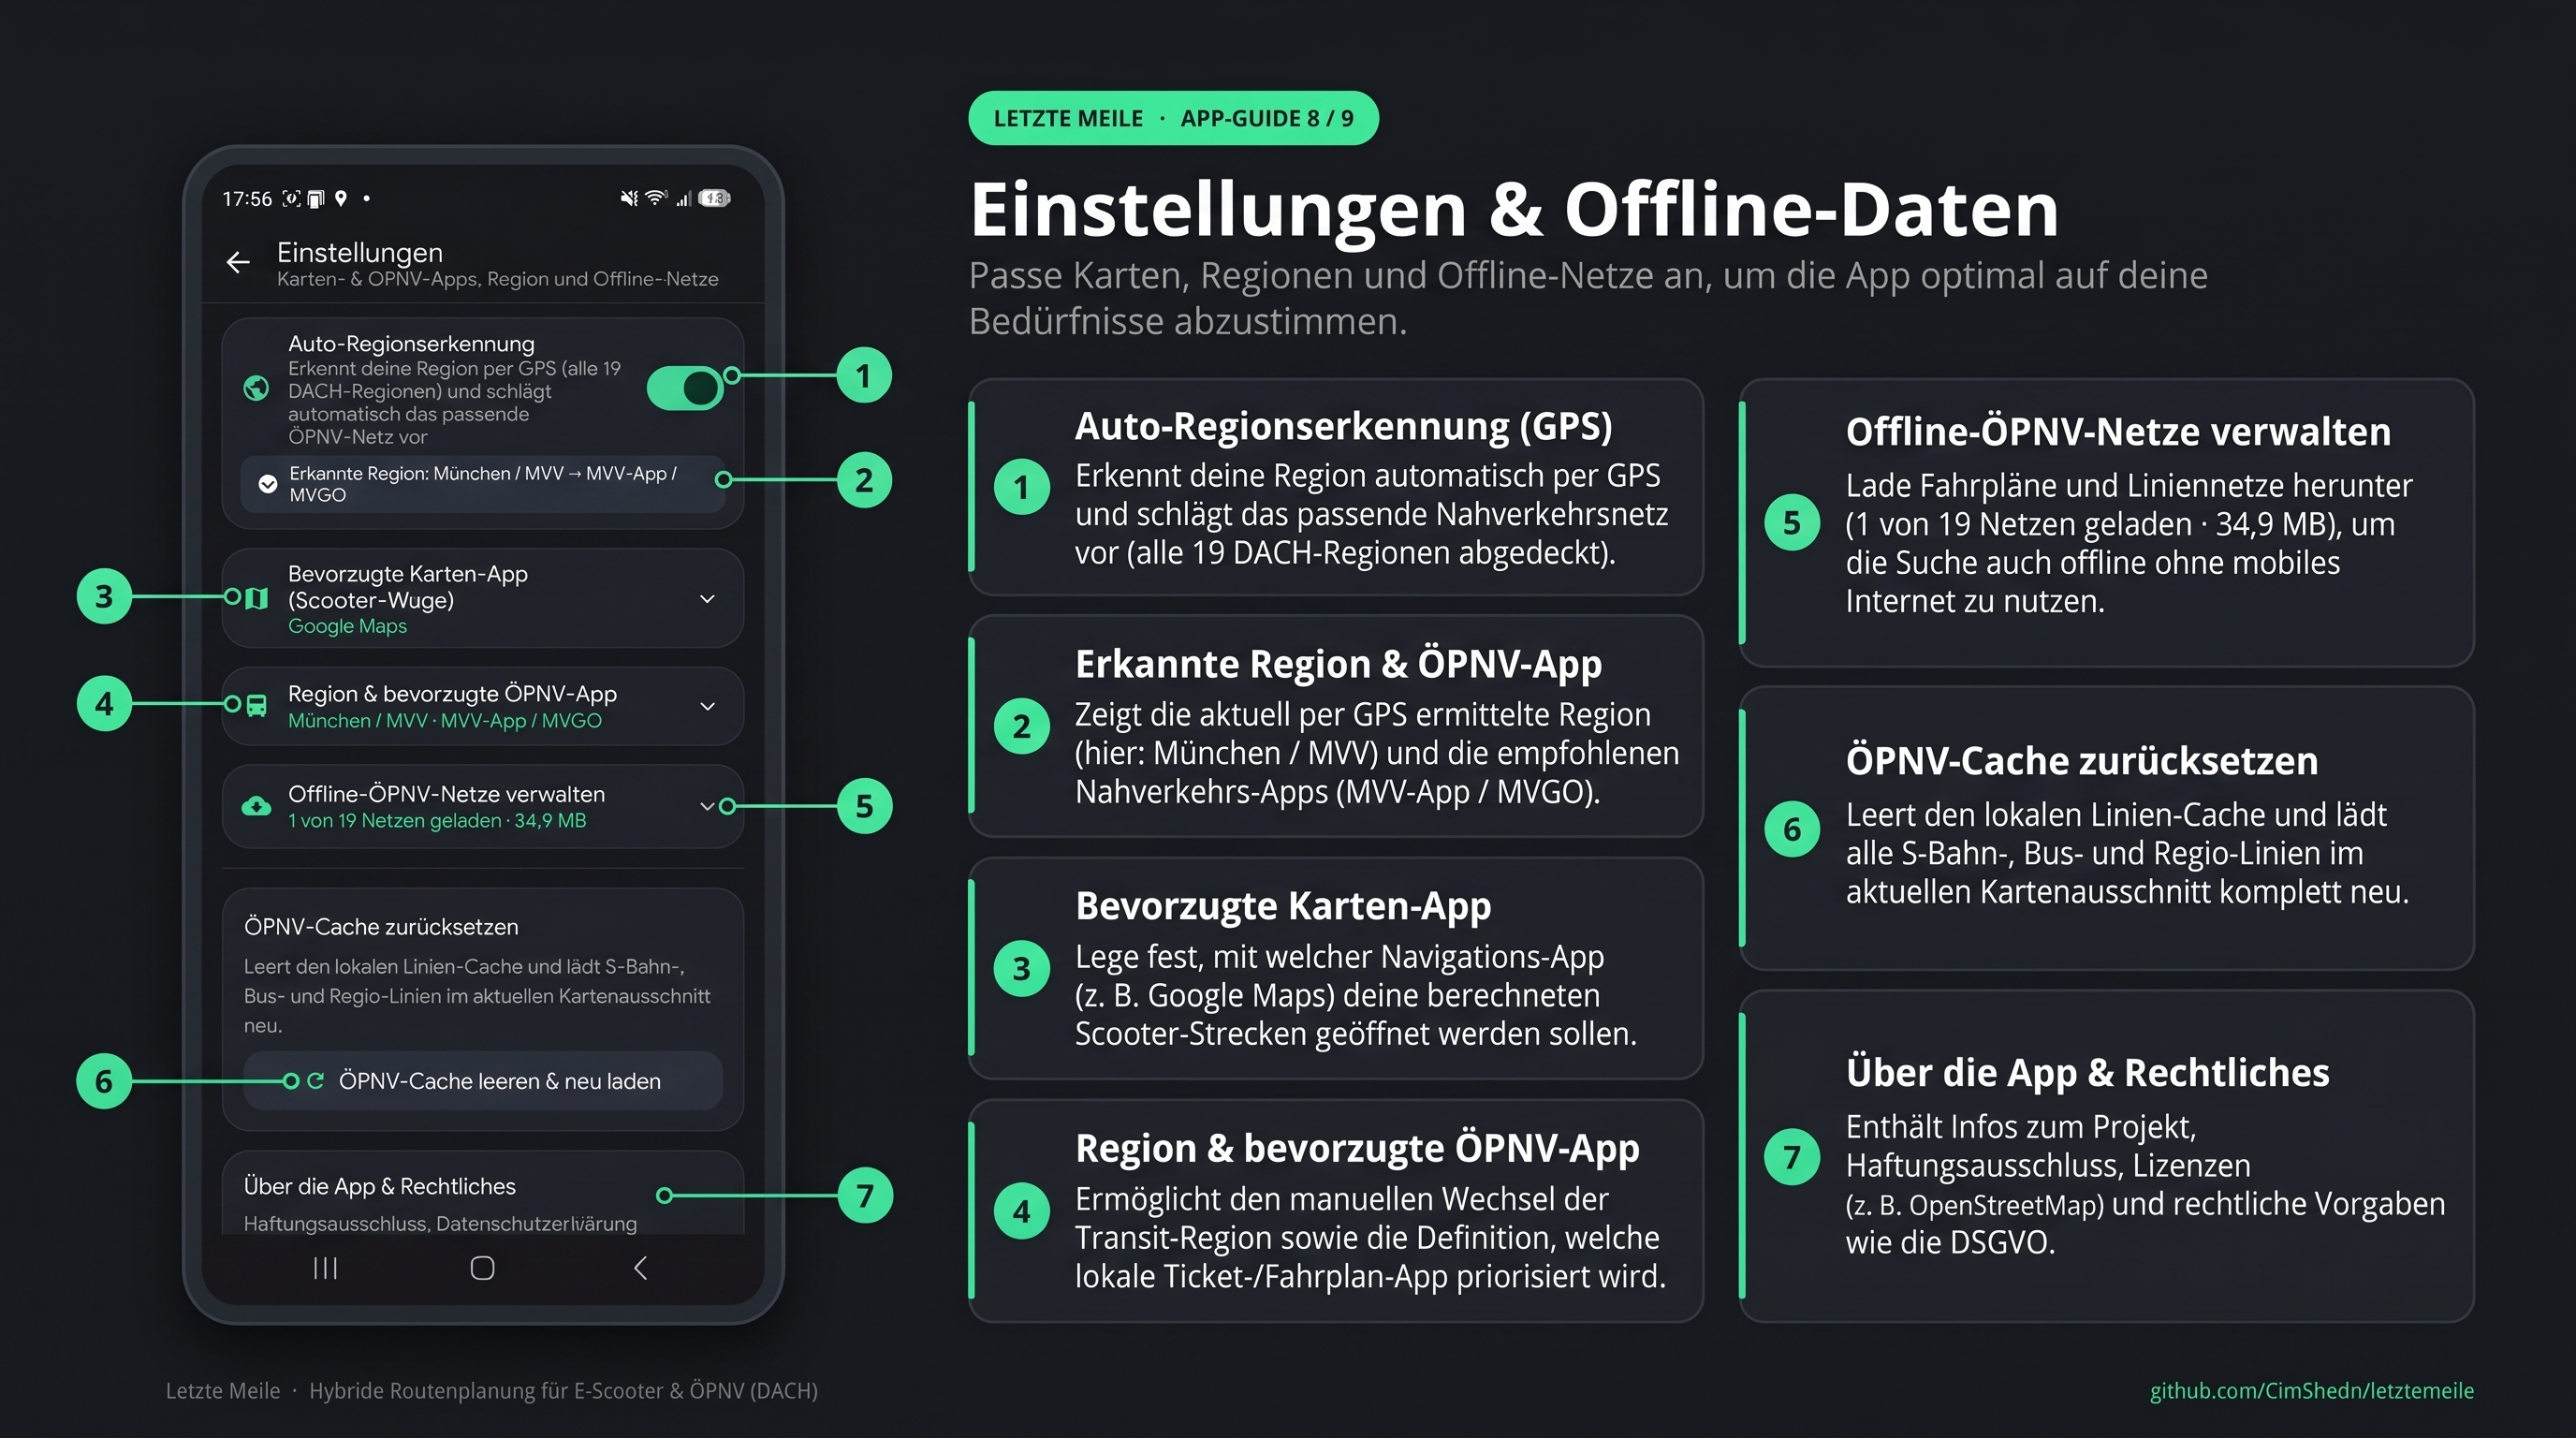 17:56
Einstellungen
Karten- & OPNV-Apps, Region und Offline--Netze
Auto-Regionserkennung
Erkennt deine Region per GPS (alle 19
DACH-Regionen) und schlägt
automatisch das passende
ÖPNV-Netz vor
Erkannte Region: München / MVV → MVV-App /
MVGO
Bevorzugte Karten-App
(Scooter-Wuge)
Google Maps
Region & bevorzugte ÖPNV-App
München / MVV · MVV-App / MVGO
Offline-ÖPNV-Netze verwalten
1 von 19 Netzen geladen · 34,9 MB
ÖPNV-Cache zurücksetzen
Leert den lokalen Linien-Cache und lädt S-Bahn-,
Bus- und Regio-Linien im aktuellen Kartenausschnitt
neu.
ÖPNV-Cache leeren & neu laden
Über die App & Rechtliches
Haftungsausschluss,
1
2
3
4
5
6
7
LETZTE MEILE · APP-GUIDE 8 / 9
Einstellungen & Offline-Daten
Passe Karten, Regionen und Offline-Netze an, um die App optimal auf deine
Bedürfnisse abzustimmen.
1
Auto-Regionserkennung (GPS)
Erkennt deine Region automatisch per GPS
und schlägt das passende Nahverkehrsnetz
vor (alle 19 DACH-Regionen abgedeckt).
2
Erkannte Region & ÖPNV-App
Zeigt die aktuell per GPS ermittelte Region
(hier: München / MVV) und die empfohlenen
Nahverkehrs-Apps (MVV-App / MVGO).
3
Bevorzugte Karten-App
Lege fest, mit welcher Navigations-App
(z. B. Google Maps) deine berechneten
Scooter-Strecken geöffnet werden sollen.
4
Region & bevorzugte ÖPNV-App
Ermöglicht den manuellen Wechsel der
Transit-Region sowie die Definition, welche
lokale Ticket-/Fahrplan-App priorisiert wird.
5
Offline-ÖPNV-Netze verwalten
Lade Fahrpläne und Liniennetze herunter
(1 von 19 Netzen geladen · 34,9 MB), um
die Suche auch offline ohne mobiles
Internet zu nutzen.
6
ÖPNV-Cache zurücksetzen
Leert den lokalen Linien-Cache und lädt
alle S-Bahn-, Bus- und Regio-Linien im
aktuellen Kartenausschnitt komplett neu.
7
Über die App & Rechtliches
Enthält Infos zum Projekt,
Haftungsausschluss, Lizenzen
(z. B. OpenStreetMap) und rechtliche Vorgaben
wie die DSGVO.
Letzte Meile · Hybride Routenplanung für E-Scooter & ÖPNV (DACH)
github.com/CimShedn/letztemeile